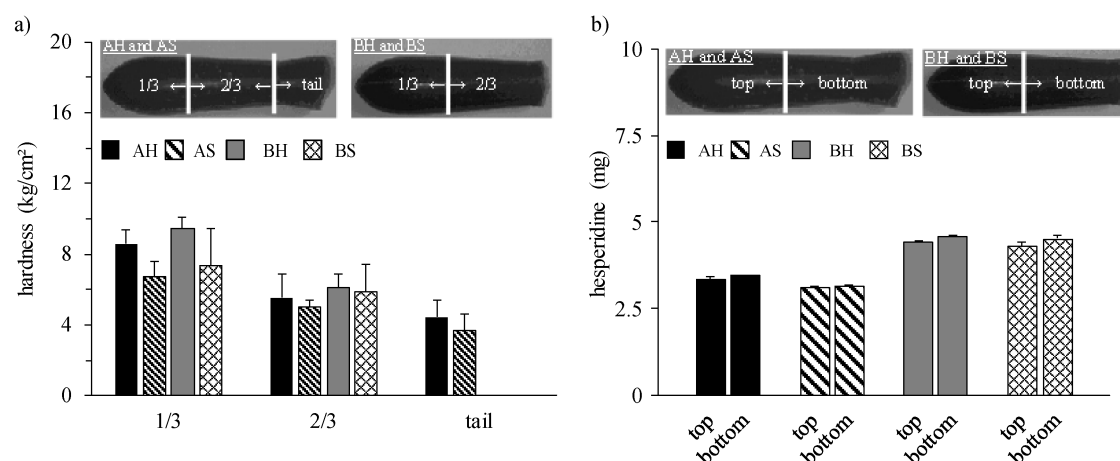 a)
20
16
12
8
4
0
hardness (kg/cm²)
AH and AS
1/3
2/3
tail
BH and BS
1/3
2/3
AH
AS
BH
BS
1/3
2/3
tail
b)
10
7.5
5
2.5
0
hesperidine (mg)
AH and AS
top
bottom
BH and BS
top
bottom
AH
AS
BH
BS
top
bottom
top
bottom
top
bottom
top
bottom